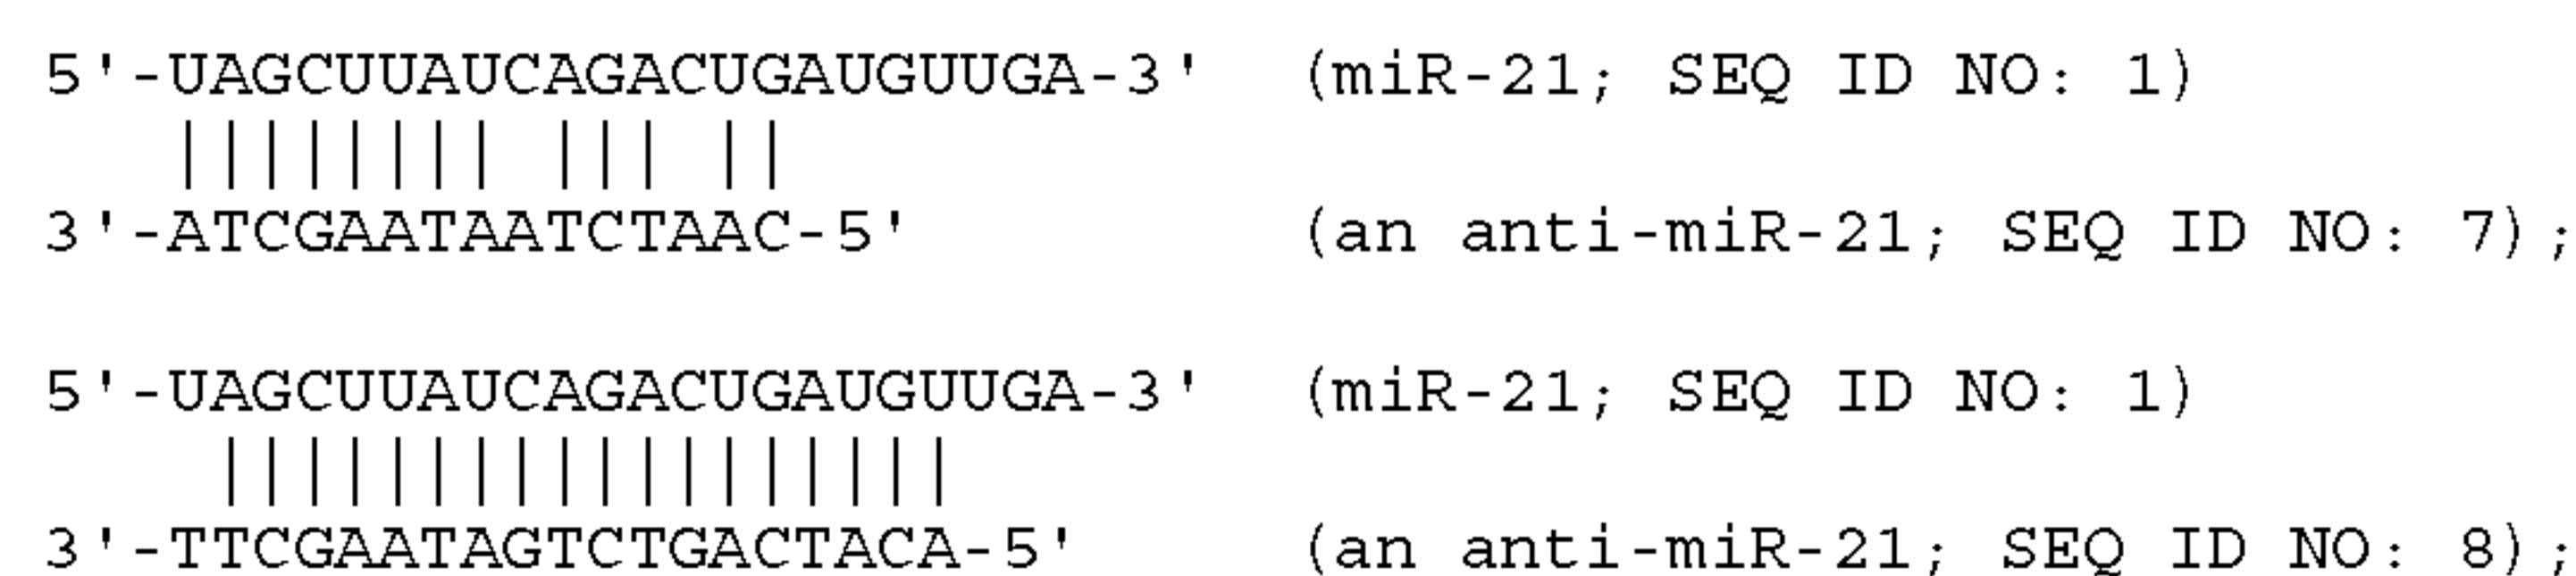 5'-UAGCUUAUCAGACUGAUGUUGA-3' (miR-21; SEQ ID NO: 1)
|||||||| ||| ||
3'-ATCGAATAATCTAAC-5' (an anti-miR-21; SEQ ID NO: 7);
5'-UAGCUUAUCAGACUGAUGUUGA-3' (miR-21; SEQ ID NO: 1)
||||||||||||||||||
3'-TTCGAATAGTCTGACTACA-5' (an anti-miR-21; SEQ ID NO: 8);